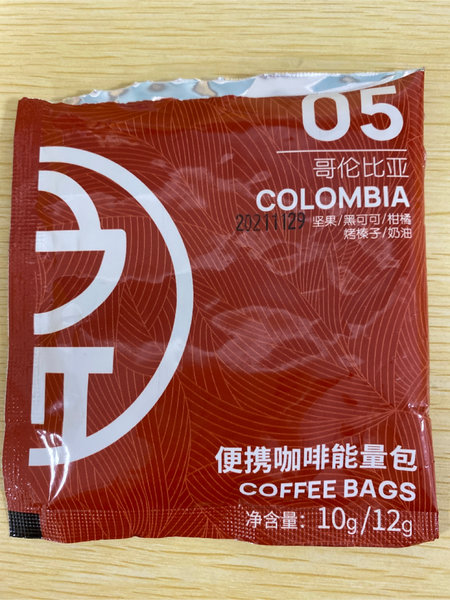 05
哥伦比亚
COLOMBIA
20211129
坚果/黑可可/柑橘
烤榛子/奶油
便携咖啡能量包
COFFEE BAGS
净含量：10g/12g